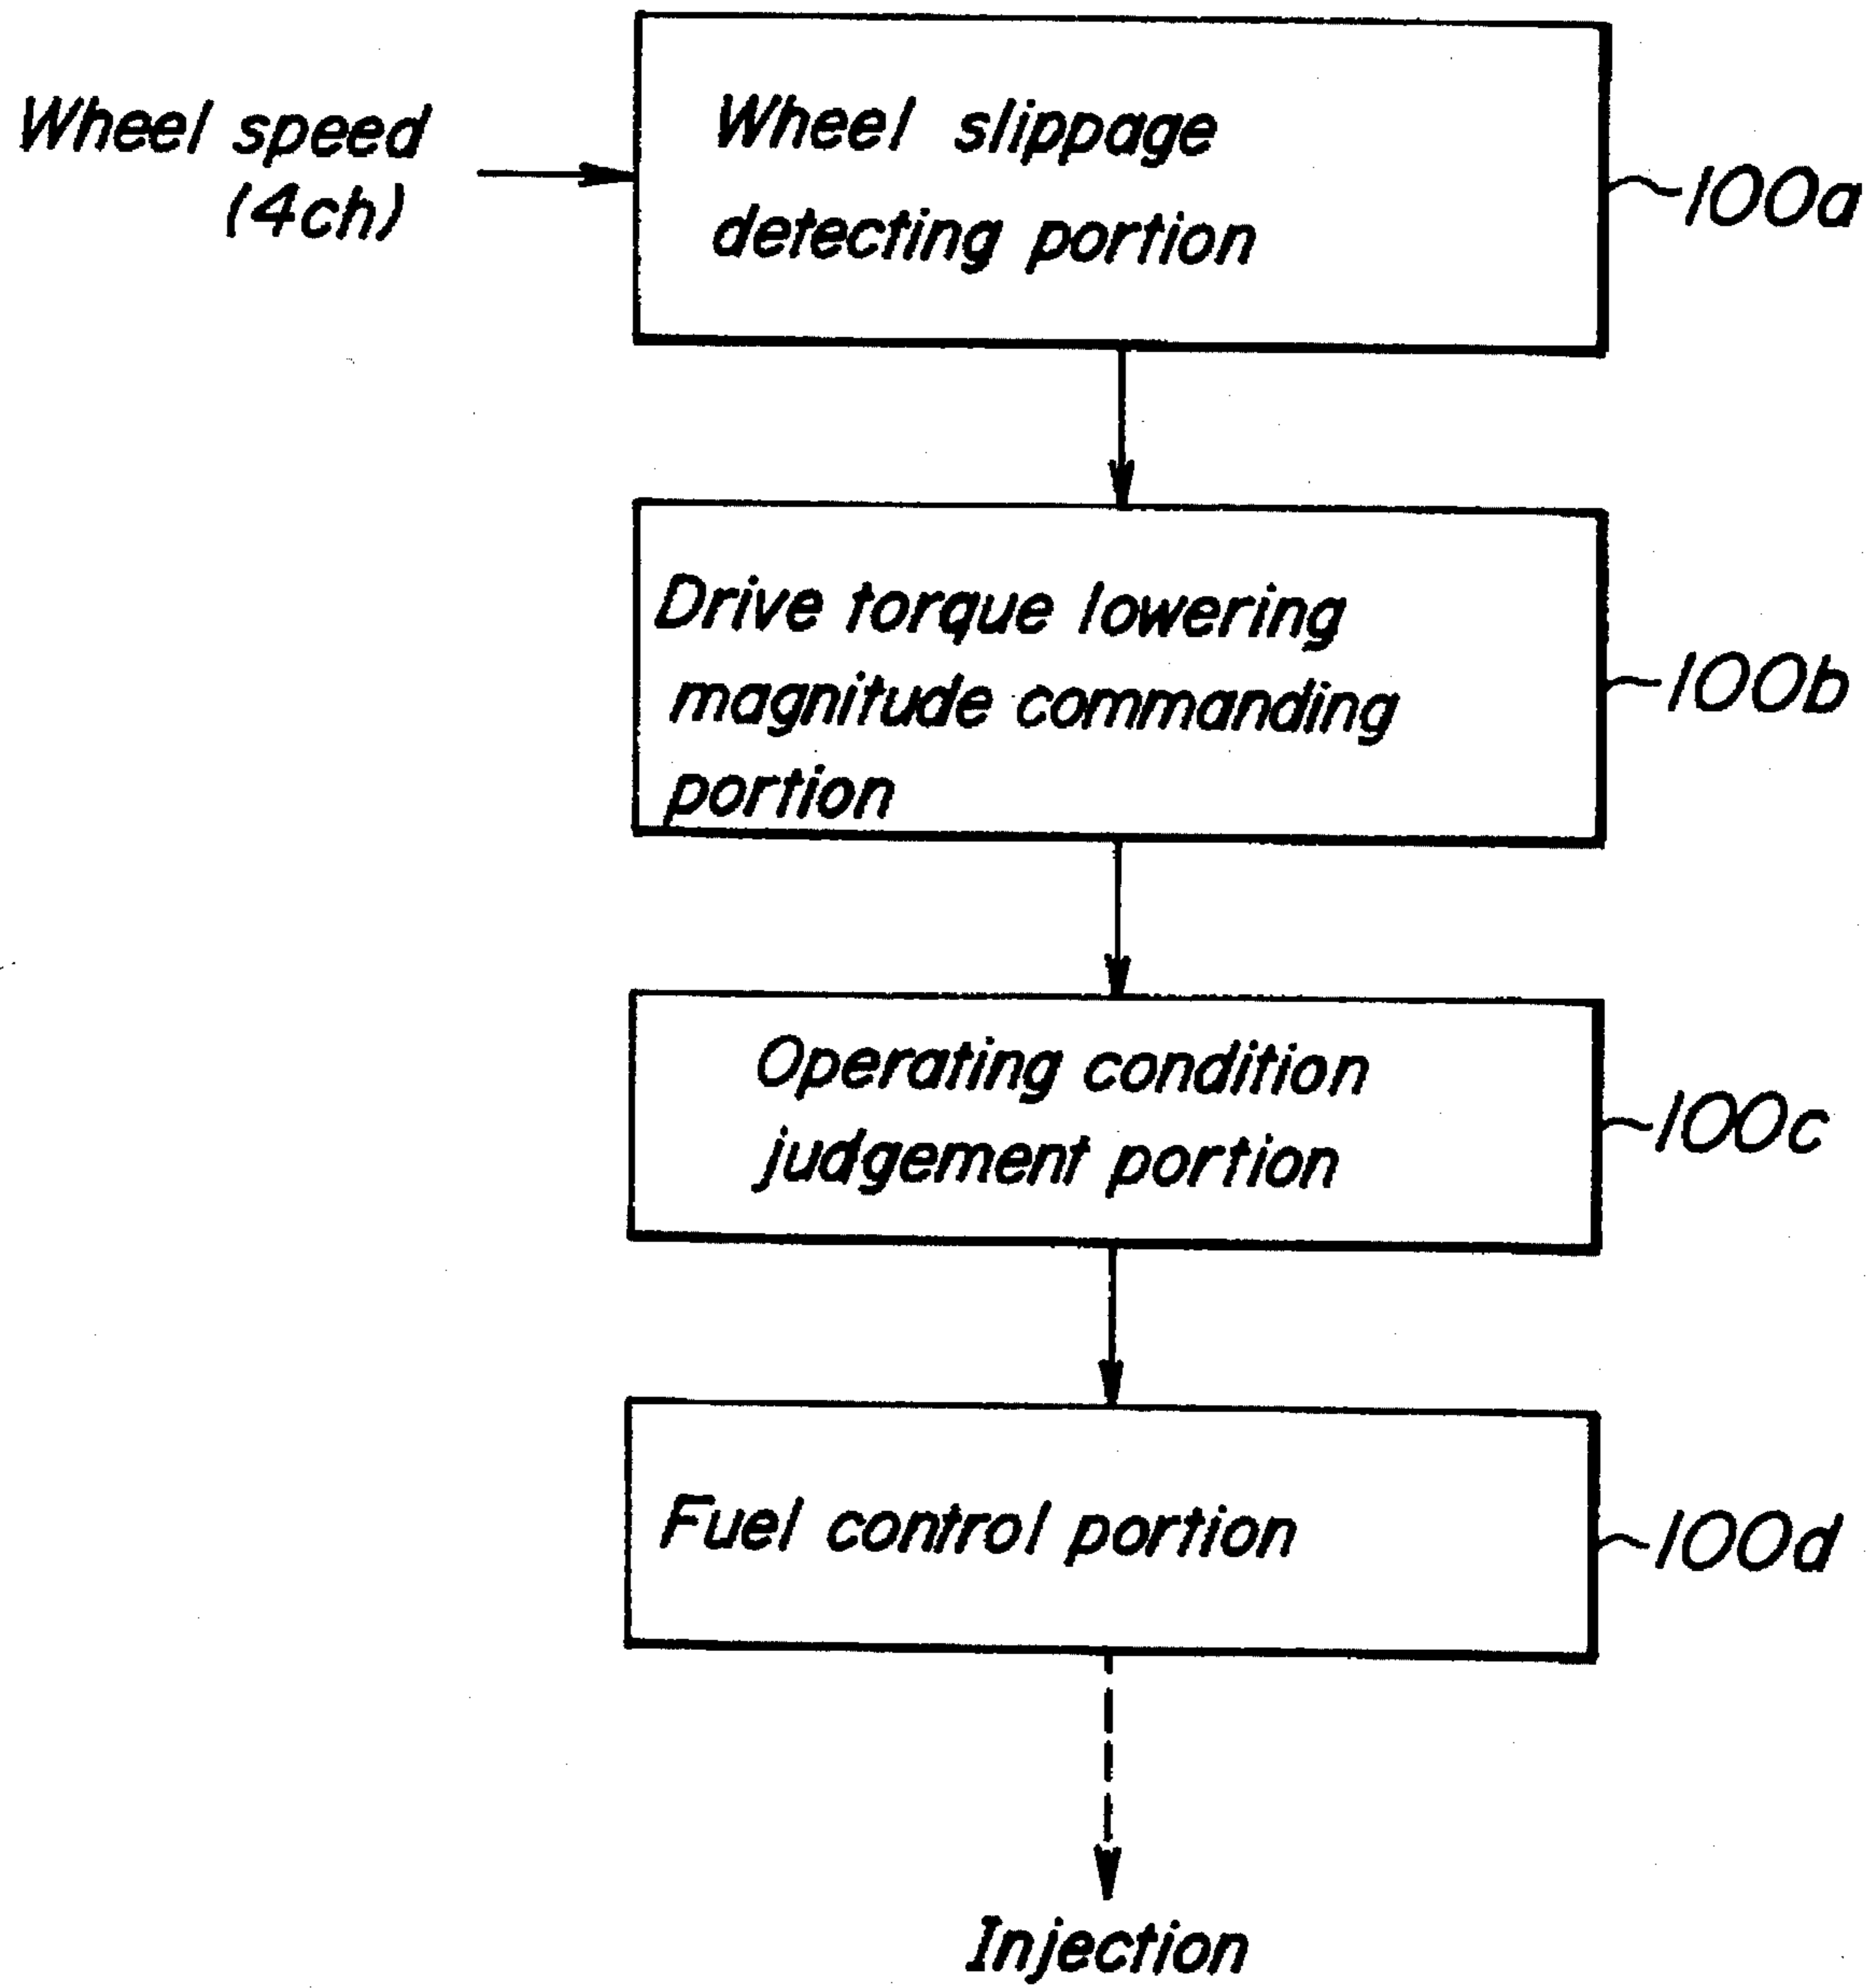 Wheel speed
(4ch)
Wheel slippage
detecting portion
100a
Drive torque lowering
magnitude commanding
portion
100b
Operating condition
judgement portion
100c
Fuel control portion
100d
Injection